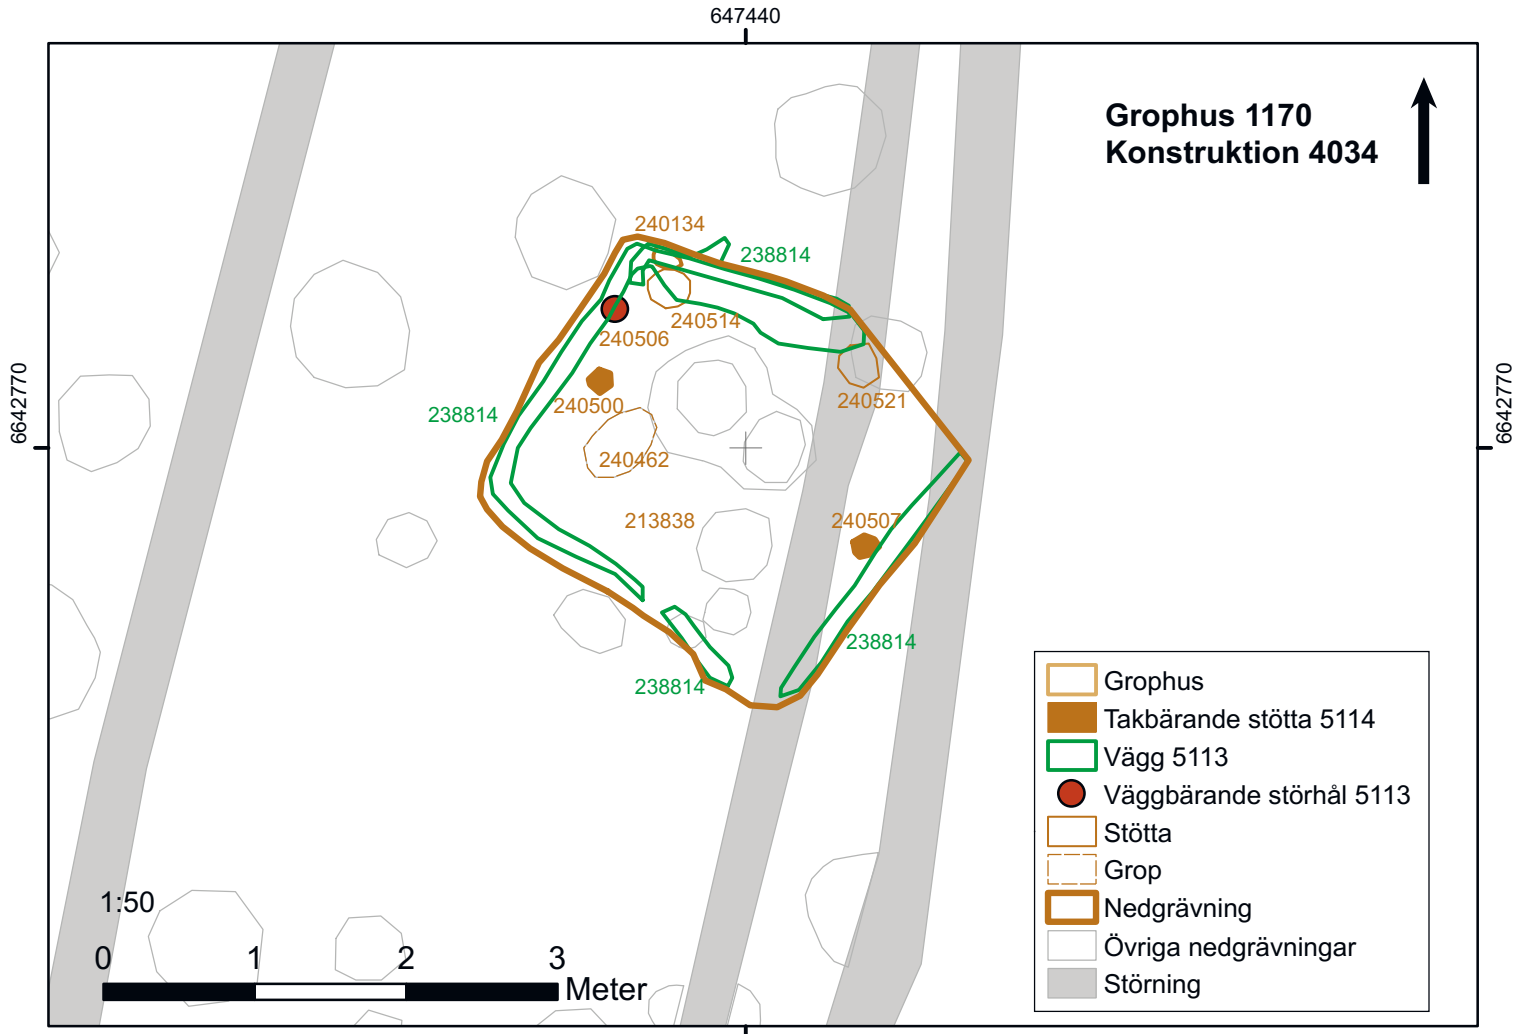 647440
Grophus 1170
Konstruktion 4034
240134
238814
240514
240506
6642770
6642770
240500
240521
238814
240462
213838
240507
238814
238814
Grophus
Takbärande stötta 5114
Vägg 5113
Väggbärande störhål 5113
Stötta
Grop
Nedgrävning
Övriga nedgrävningar
Störning
1:50
0 1 2 3
Meter